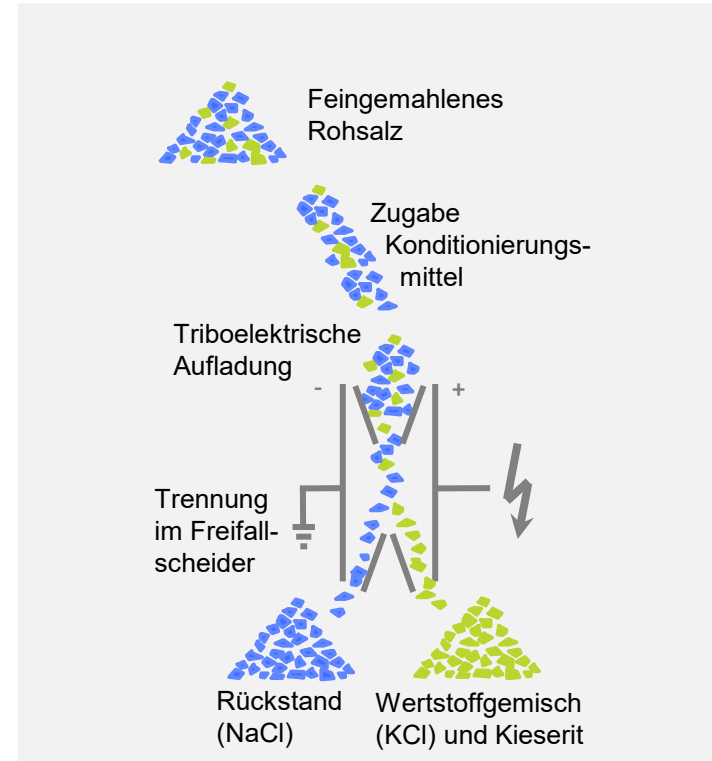 Feingemahlenes
Rohsalz
Zugabe
Konditionierungs-
mittel
Triboelektrische
Aufladung
- +
Trennung
im Freifall-
scheider
Rückstand
(NaCl)
Wertstoffgemisch
(KCl) und Kieserit